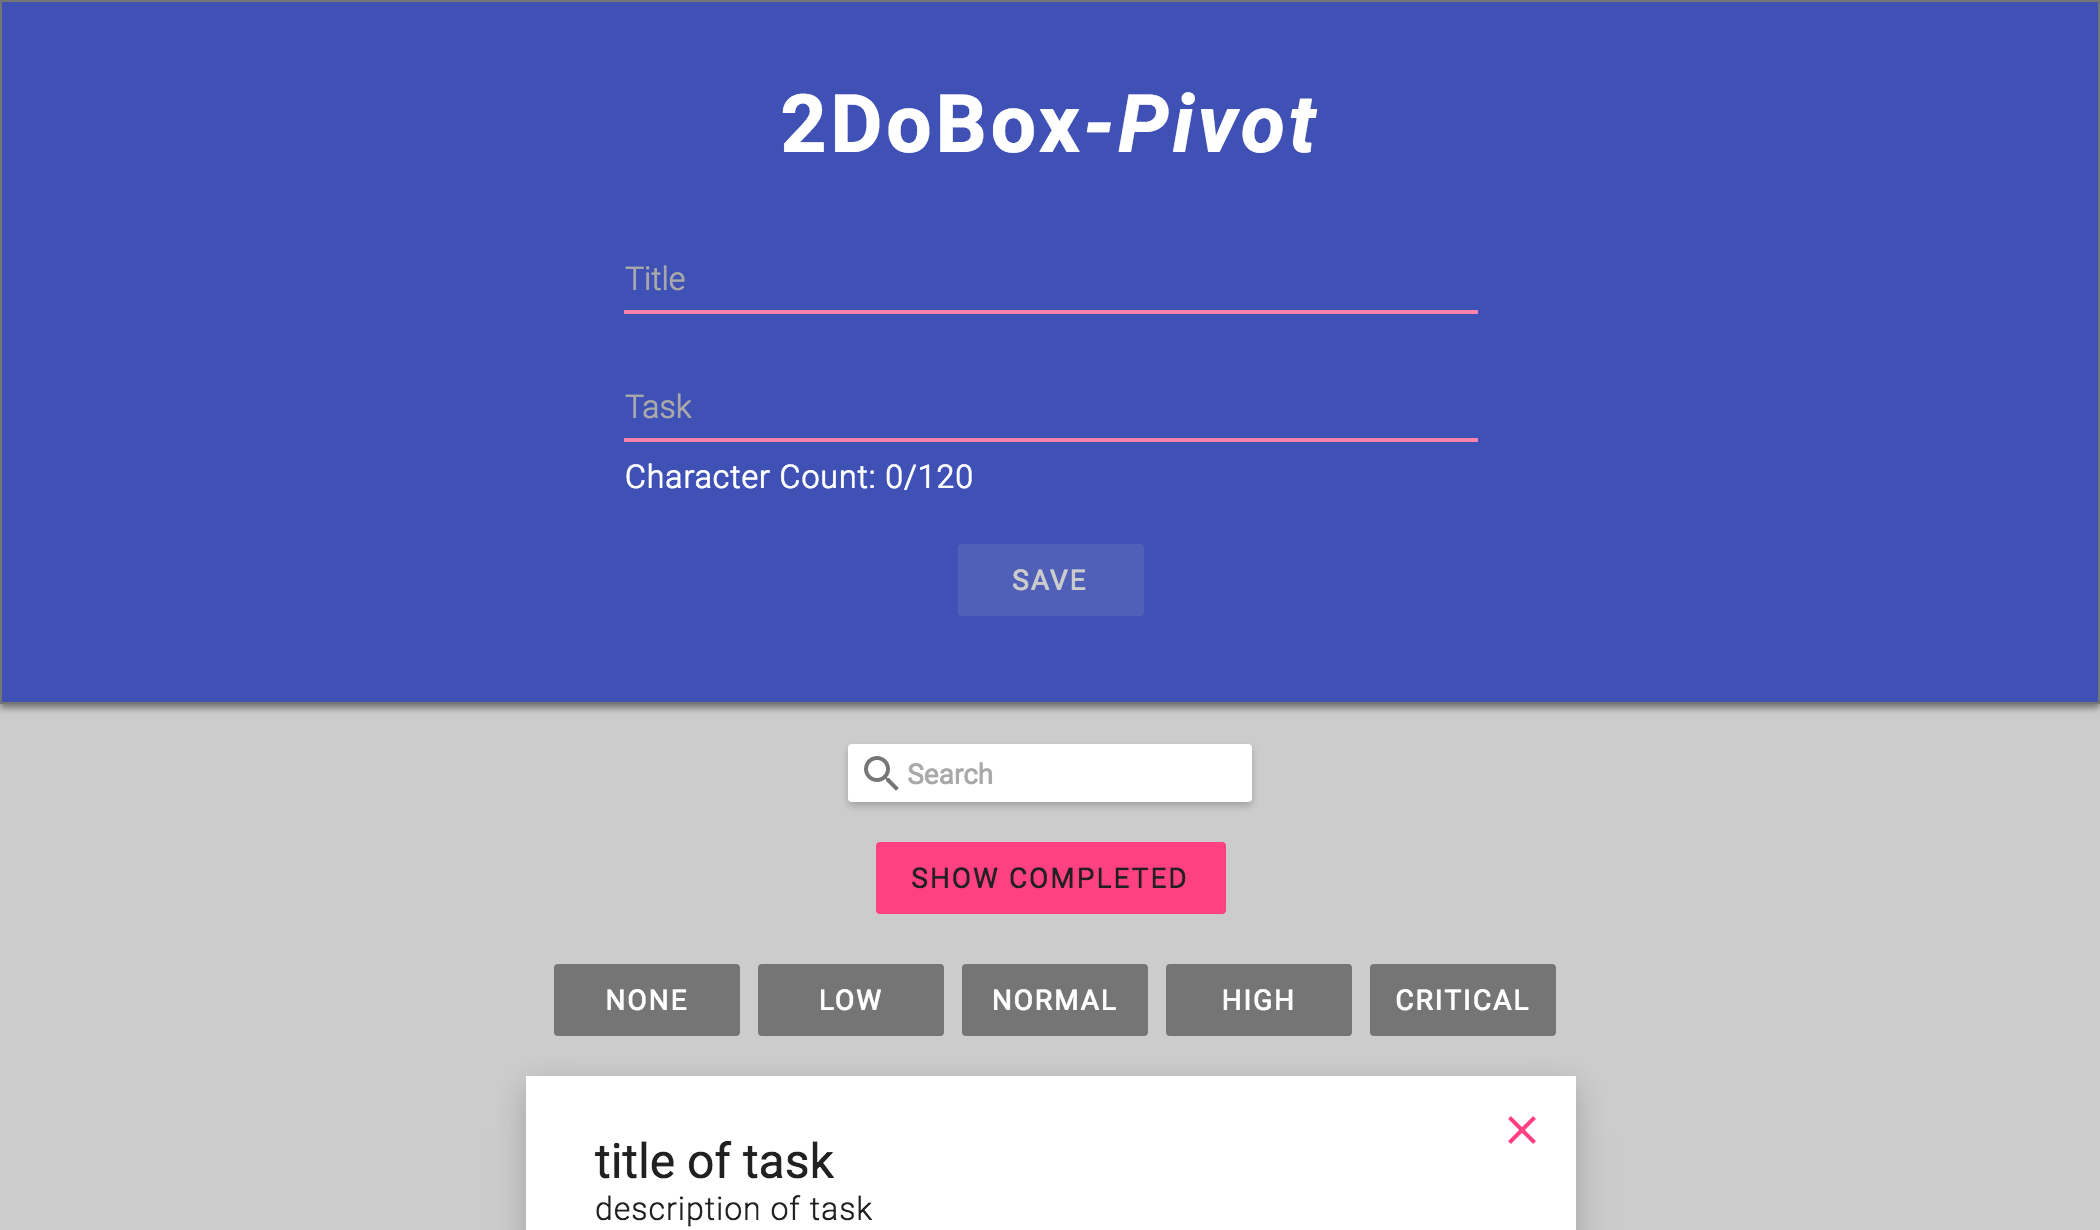 2DoBox-Pivot
Title
Task
Character Count: 0/120
SAVE
Search
SHOW COMPLETED
NONE LOW NORMAL HIGH CRITICAL
title of task
description of task